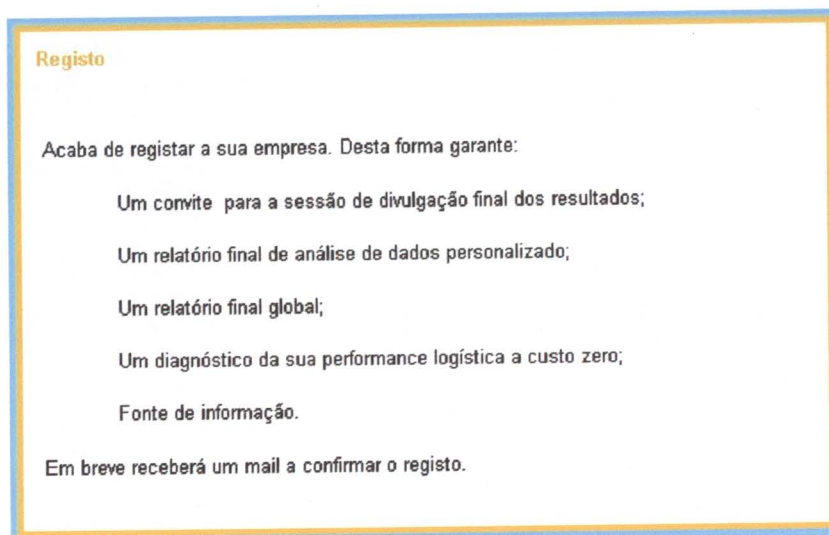 Registo
Acaba de registar a sua empresa. Desta forma garante:
Um convite para a sessão de divulgação final dos resultados;
Um relatório final de análise de dados personalizado;
Um relatório final global;
Um diagnóstico da sua performance logística a custo zero;
Fonte de informação.
Em breve receberá um mail a confirmar o registo.